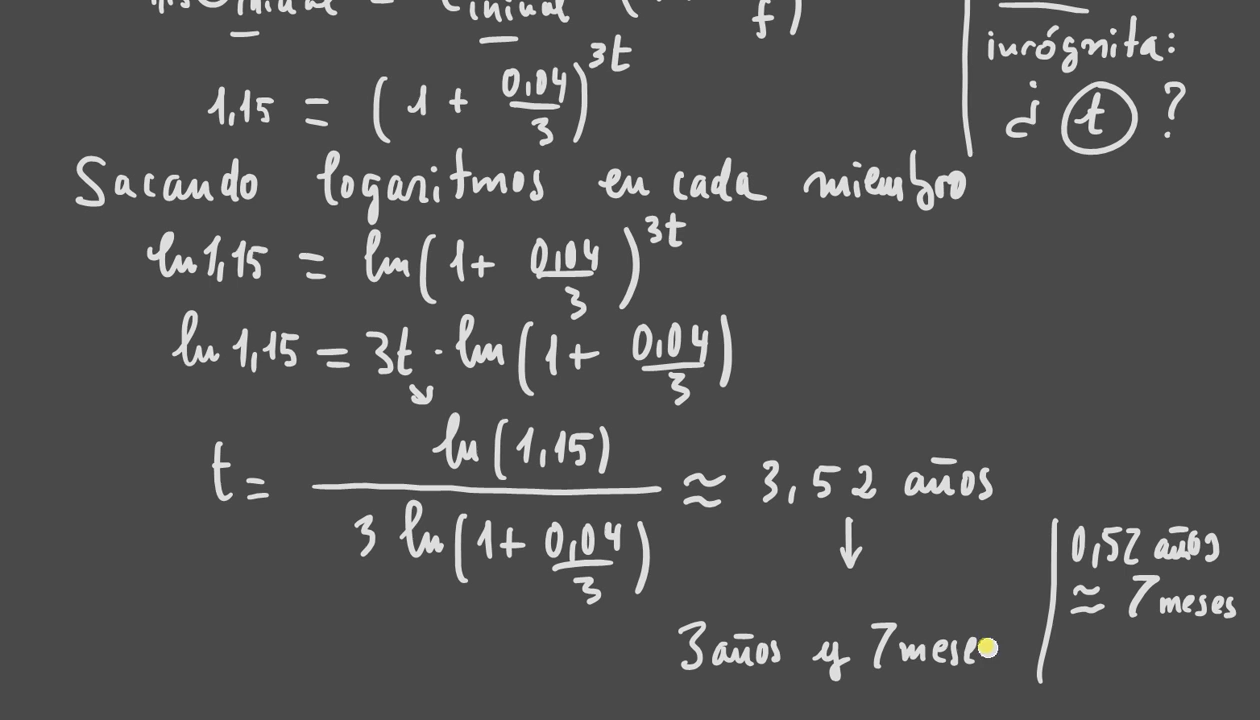 incógnita:
¿ t ?
1,15 = (1 + 0,04/3)^3t
Sacando logaritmos en cada miembro
ln 1,15 = ln(1 + 0,04/3)^3t
ln 1,15 = 3t · ln(1 + 0,04/3)
↘
t = ln(1,15) / 3 ln(1 + 0,04/3) ≈ 3,52 años
↓
0,52 años
≈ 7 meses
3 años y 7 mese